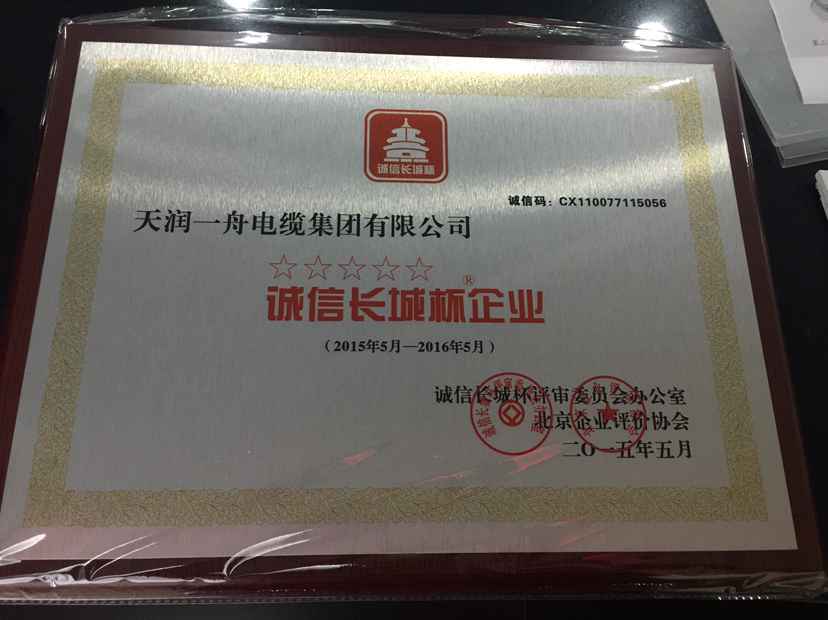 诚信长城杯
诚信码：CX110077115056
天润一舟电缆集团有限公司
☆☆☆☆☆
诚信长城杯企业®
（2015年5月—2016年5月）
诚信长城杯评审委员会办公室
北京企业评价协会
二〇一五年五月